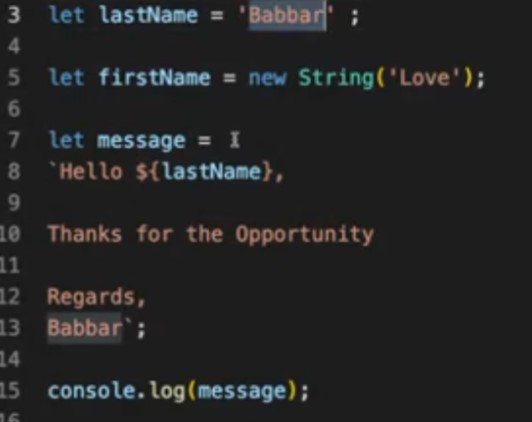 3 let lastName = 'Babbar' ;
4
5 let firstName = new String('Love');
6
7 let message =
8 `Hello ${lastName},
9
10 Thanks for the Opportunity
11
12 Regards,
13 Babbar`;
14
15 console.log(message);
16